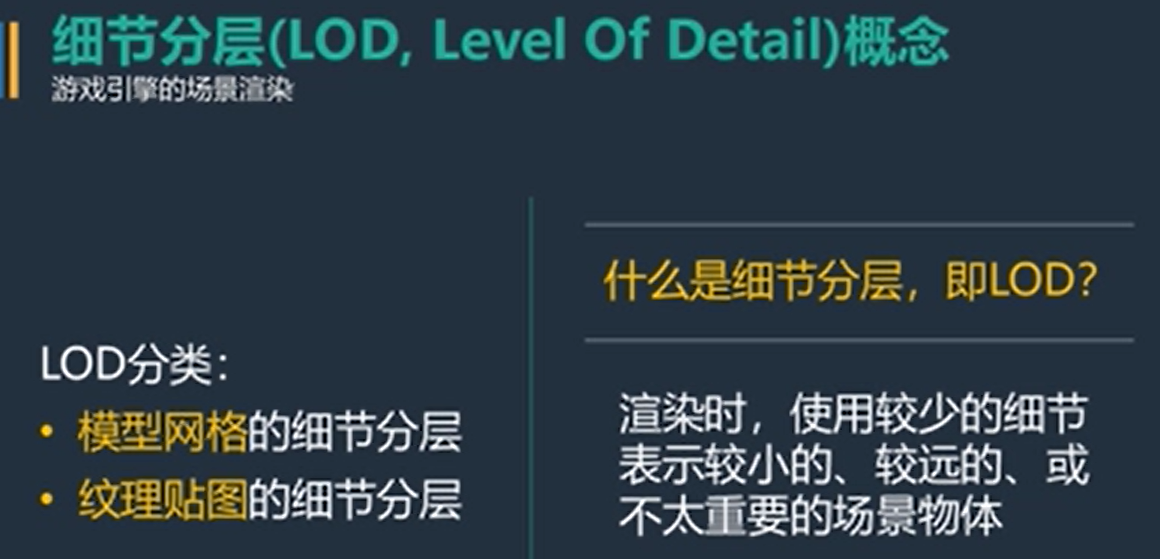 细节分层(LOD, Level Of Detail)概念
游戏引擎的场景渲染
LOD分类：
• 模型网格的细节分层
• 纹理贴图的细节分层
什么是细节分层，即LOD？
渲染时，使用较少的细节
表示较小的、较远的、或
不太重要的场景物体